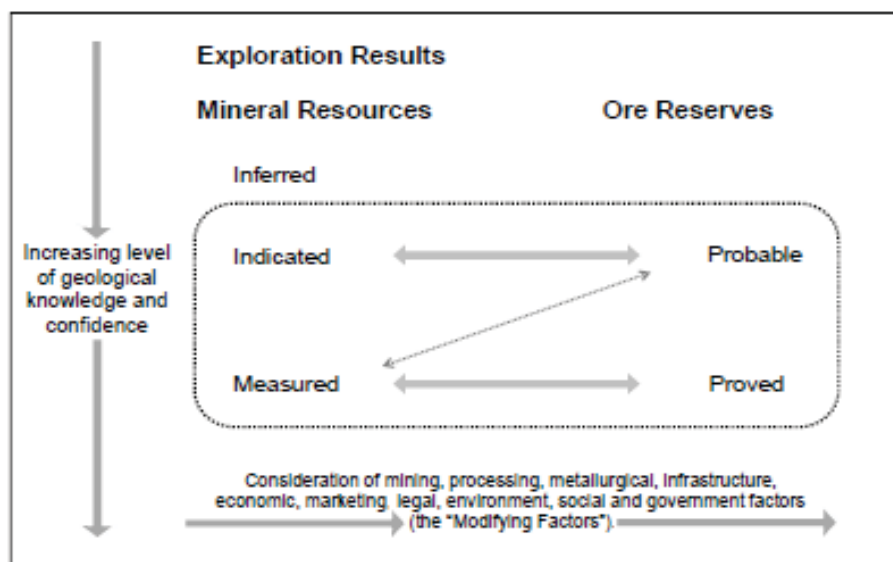 Exploration Results
Mineral Resources
Ore Reserves
Inferred
Increasing level
of geological
knowledge and
confidence
Indicated
Probable
Measured
Proved
Consideration of mining, processing, metallurgical, infrastructure,
economic, marketing, legal, environment, social and government factors
(the "Modifying Factors").